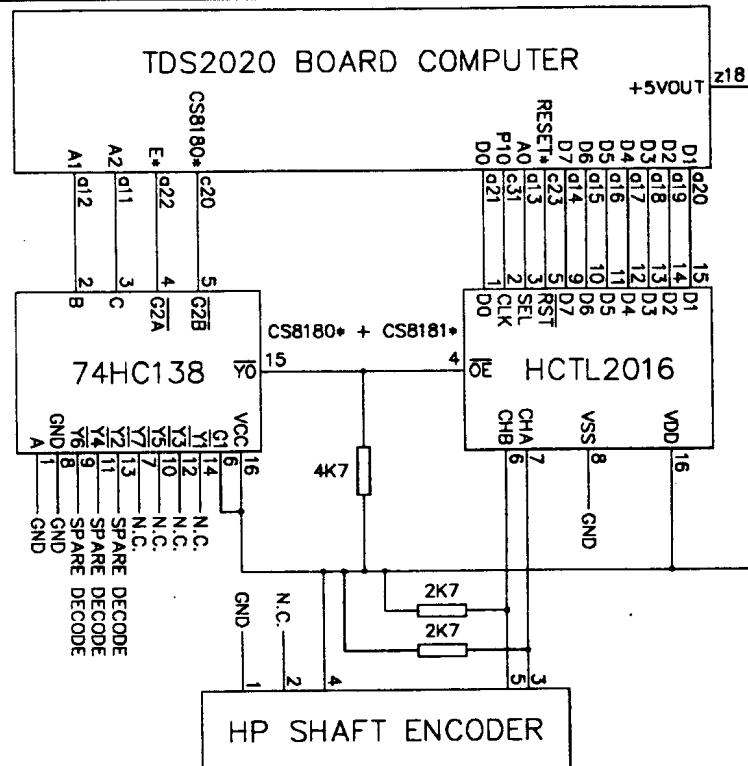 TDS2020 BOARD COMPUTER
+5VOUT z18
A1 A2 E* CS8180* D0 P10 A0 RESET* D7 D6 D5 D4 D3 D2 D1
a12 a11 a22 c20 a21 c31 a13 c23 a14 a15 a16 a17 a18 a19 a20
2 3 4 5 1 2 3 5 9 10 11 12 13 14 15
B C G2A G2B D0 CLK SEL RST D7 D6 D5 D4 D3 D2 D1
CS8180* + CS8181*
74HC138 Y0 15 4 OE HCTL2016
A GND Y6 Y4 Y2 Y7 Y5 Y3 Y1 G1 VCC CHB CHA VSS VDD
1 8 9 11 13 7 10 12 14 6 16 6 7 8 16
4K7
GND GND SPARE DECODE SPARE DECODE SPARE DECODE N.C. N.C. N.C. N.C. GND
2K7
GND N.C.
2K7
1 2 4 5 3
HP SHAFT ENCODER